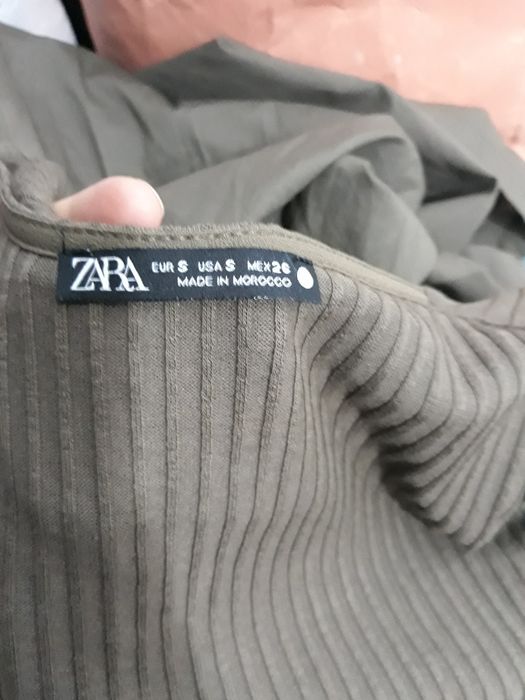 ZARA EUR S USA S MEX 26
MADE IN MOROCCO